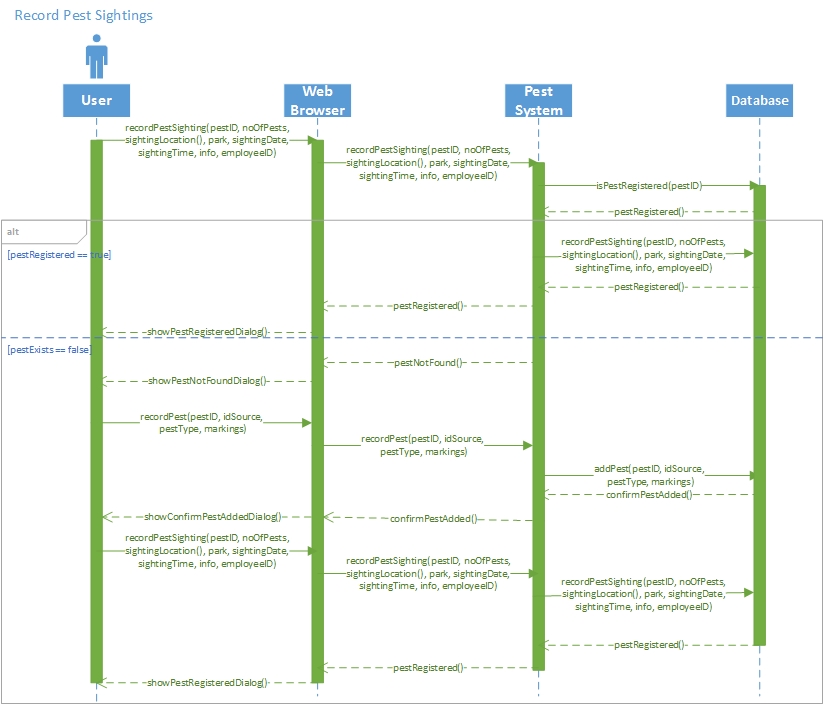 Record Pest Sightings
User
Web
Browser
Pest
System
Database
recordPestSighting(pestID, noOfPests,
sightingLocation(), park, sightingDate,
sightingTime, info, employeeID)
recordPestSighting(pestID, noOfPests,
sightingLocation(), park, sightingDate,
sightingTime, info, employeeID)
isPestRegistered(pestID)
pestRegistered()
alt
[pestRegistered == true]
recordPestSighting(pestID, noOfPests,
sightingLocation(), park, sightingDate,
sightingTime, info, employeeID)
pestRegistered()
pestRegistered()
showPestRegisteredDialog()
[pestExists == false]
pestNotFound()
showPestNotFoundDialog()
recordPest(pestID, idSource,
pestType, markings)
recordPest(pestID, idSource,
pestType, markings)
addPest(pestID, idSource,
pestType, markings)
confirmPestAdded()
showConfirmPestAddedDialog()
confirmPestAdded()
recordPestSighting(pestID, noOfPests,
sightingLocation(), park, sightingDate,
sightingTime, info, employeeID)
recordPestSighting(pestID, noOfPests,
sightingLocation(), park, sightingDate,
sightingTime, info, employeeID)
recordPestSighting(pestID, noOfPests,
sightingLocation(), park, sightingDate,
sightingTime, info, employeeID)
pestRegistered()
pestRegistered()
showPestRegisteredDialog()